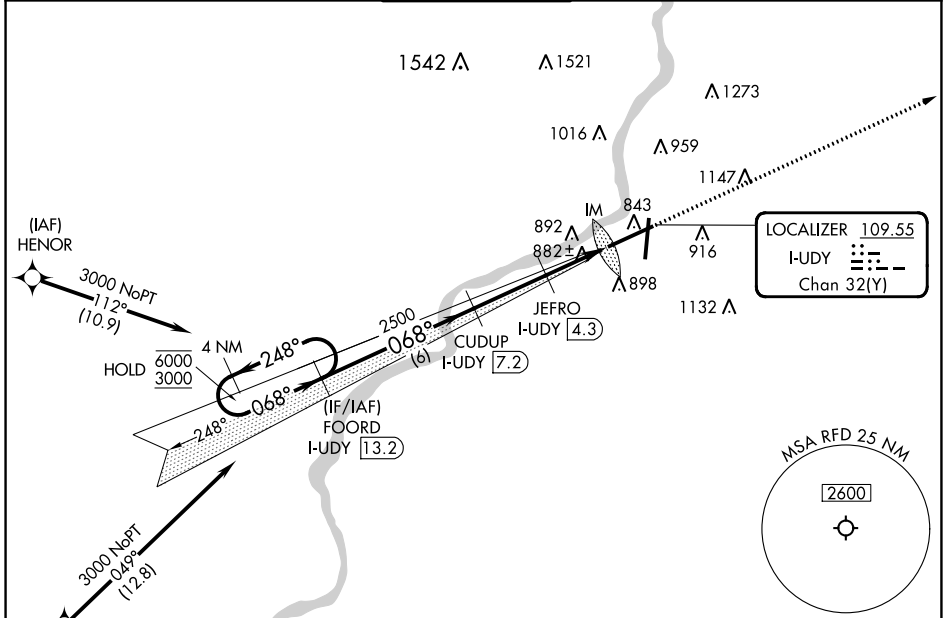 1542
1521
1273
1016
959
1147
IM
843
892
882±
916
898
1132
LOCALIZER 109.55
I-UDY
Chan 32(Y)
(IAF)
HENOR
3000 NoPT
112°
(10.9)
HOLD 6000
3000
4 NM
248°
068°
248°
2500
068°
(6)
JEFRO
I-UDY 4.3
CUDUP
I-UDY 7.2
(IF/IAF)
FOORD
I-UDY 13.2
3000 NoPT
049°
(12.8)
MSA RFD 25 NM
2600